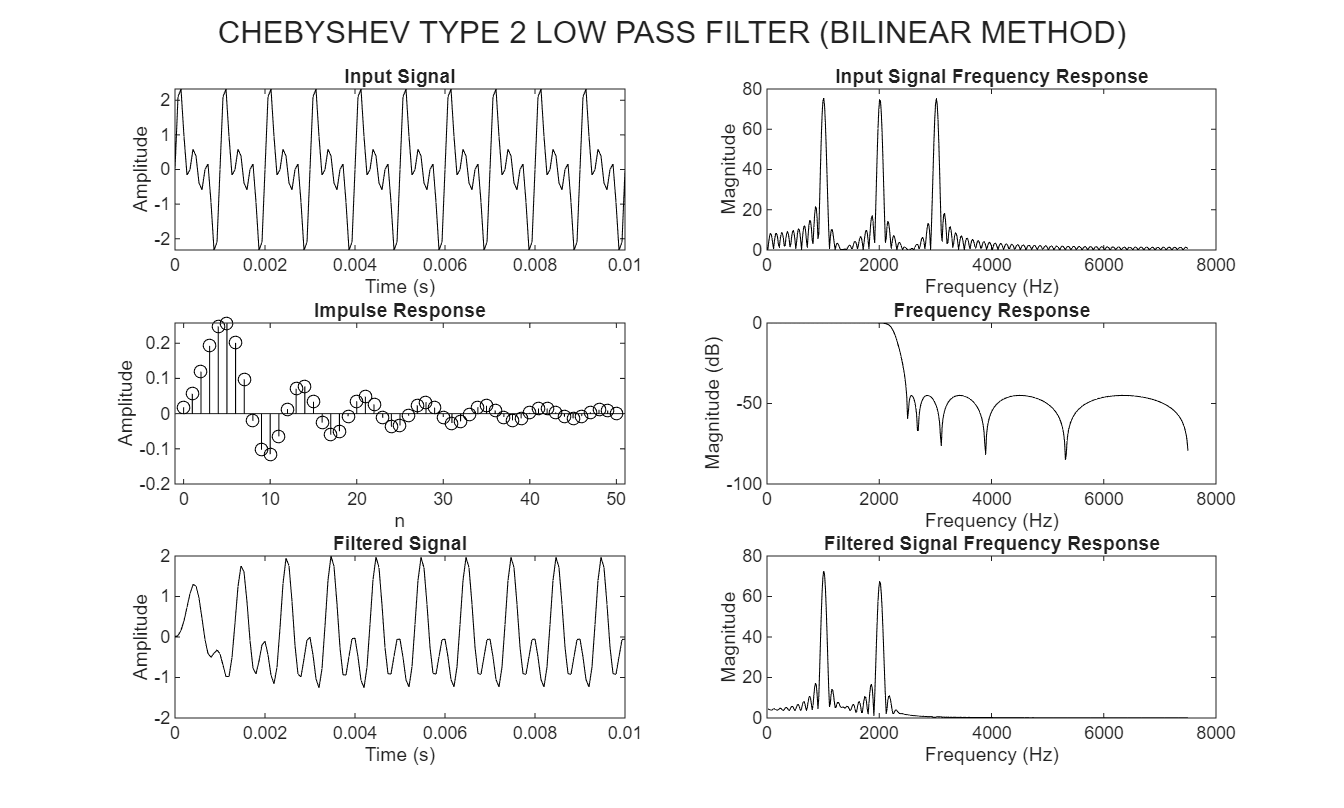 CHEBYSHEV TYPE 2 LOW PASS FILTER (BILINEAR METHOD)
Input Signal
2
1
0
-1
-2
Amplitude
0 0.002 0.004 0.006 0.008 0.01
Time (s)
Input Signal Frequency Response
80
60
40
20
0
Magnitude
0 2000 4000 6000 8000
Frequency (Hz)
Impulse Response
0.2
0.1
0
-0.1
-0.2
Amplitude
0 10 20 30 40 50
n
Frequency Response
0
-50
-100
Magnitude (dB)
0 2000 4000 6000 8000
Frequency (Hz)
Filtered Signal
2
1
0
-1
-2
Amplitude
0 0.002 0.004 0.006 0.008 0.01
Time (s)
Filtered Signal Frequency Response
80
60
40
20
0
Magnitude
0 2000 4000 6000 8000
Frequency (Hz)